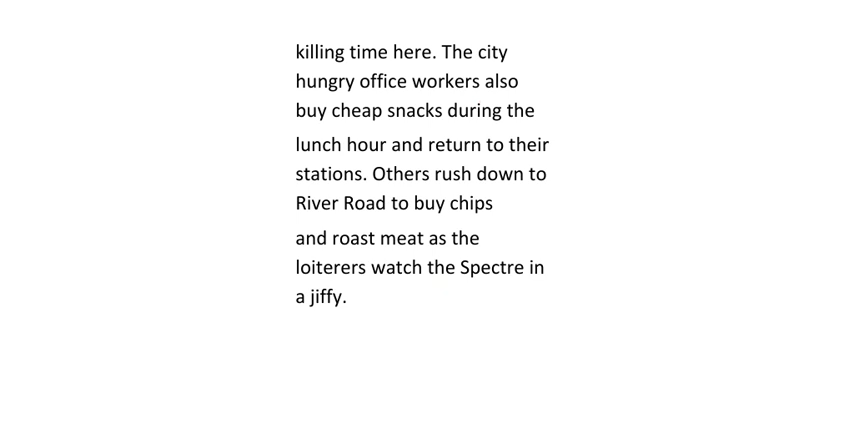 killing time here. The city
hungry office workers also
buy cheap snacks during the
lunch hour and return to their
stations. Others rush down to
River Road to buy chips
and roast meat as the
loiterers watch the Spectre in
a jiffy.